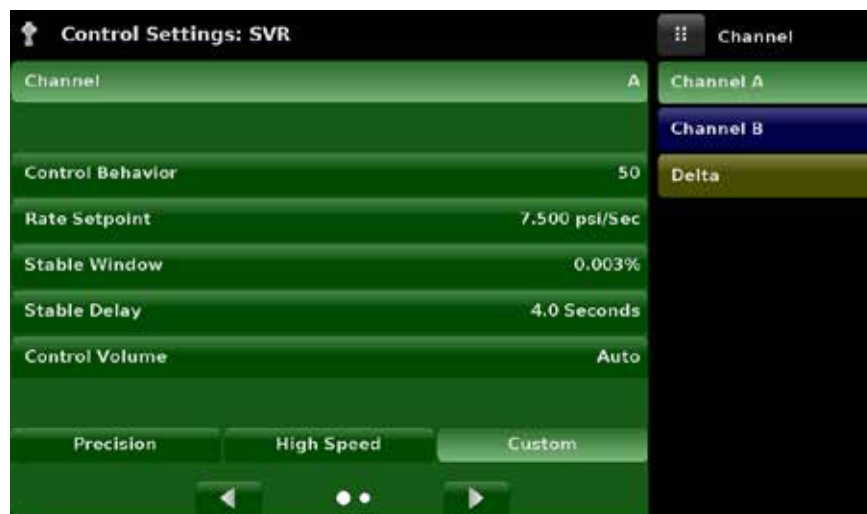 Control Settings: SVR
Channel A
Control Behavior 50
Rate Setpoint 7.500 psi/Sec
Stable Window 0.003%
Stable Delay 4.0 Seconds
Control Volume Auto
Precision High Speed Custom
Channel
Channel A
Channel B
Delta